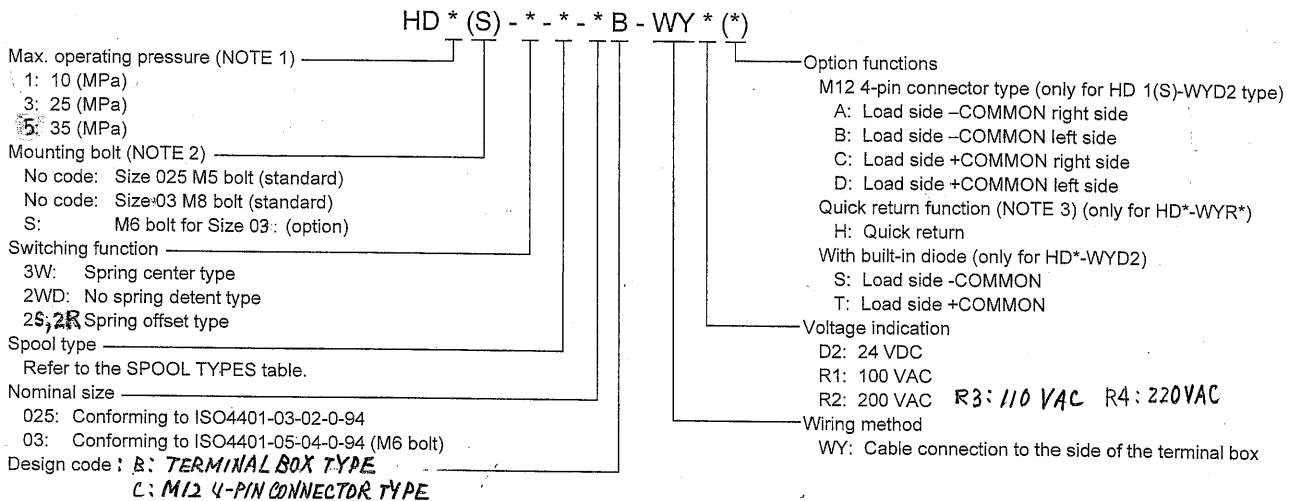 HD * (S) - * - * - * B - WY * (*)
Max. operating pressure (NOTE 1)
1: 10 (MPa)
3: 25 (MPa)
5: 35 (MPa)
Mounting bolt (NOTE 2)
No code: Size 025 M5 bolt (standard)
No code: Size 03 M8 bolt (standard)
S: M6 bolt for Size 03 : (option)
Switching function
3W: Spring center type
2WD: No spring detent type
2S, 2R Spring offset type
Spool type
Refer to the SPOOL TYPES table.
Nominal size
025: Conforming to ISO4401-03-02-0-94
03: Conforming to ISO4401-05-04-0-94 (M6 bolt)
Design code : B: TERMINAL BOX TYPE
C: M12 4-PIN CONNECTOR TYPE
Option functions
M12 4-pin connector type (only for HD 1(S)-WYD2 type)
A: Load side –COMMON right side
B: Load side –COMMON left side
C: Load side +COMMON right side
D: Load side +COMMON left side
Quick return function (NOTE 3) (only for HD*-WYR*)
H: Quick return
With built-in diode (only for HD*-WYD2)
S: Load side -COMMON
T: Load side +COMMON
Voltage indication
D2: 24 VDC
R1: 100 VAC
R2: 200 VAC R3: 110 VAC R4: 220VAC
Wiring method
WY: Cable connection to the side of the terminal box